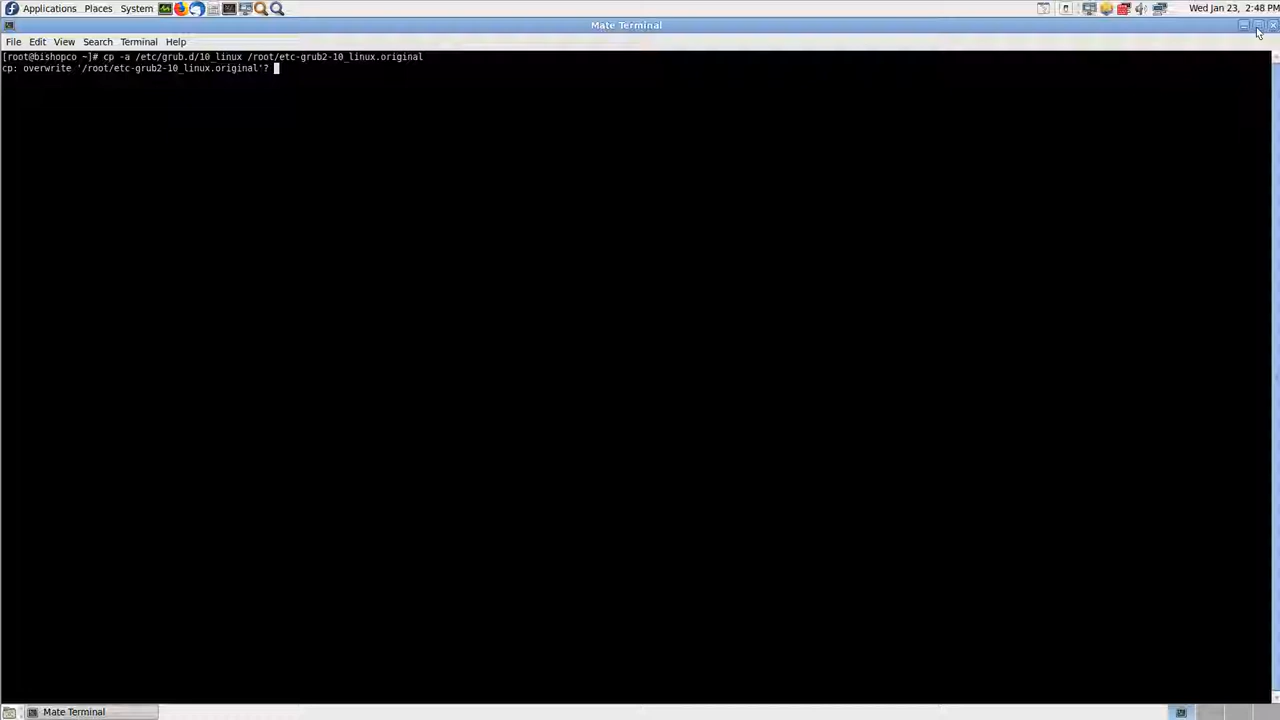 Applications Places System Wed Jan 23, 2:48 PM
Mate Terminal
File Edit View Search Terminal Help
[root@bishopco ~]# cp -a /etc/grub.d/10_linux /root/etc-grub2-10_linux.original
cp: overwrite '/root/etc-grub2-10_linux.original'?
Mate Terminal